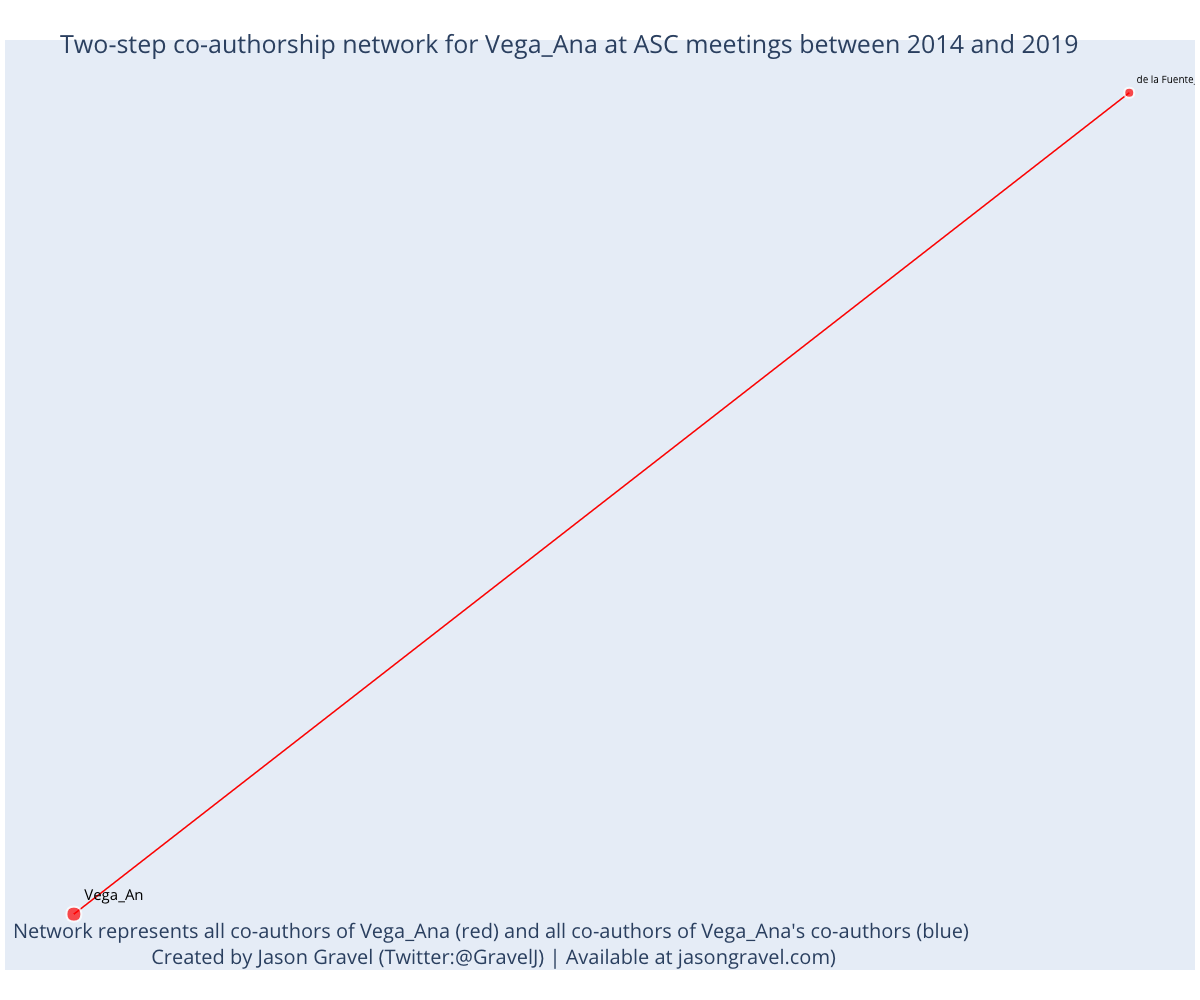 Two-step co-authorship network for Vega_Ana at ASC meetings between 2014 and 2019
de la Fuente_
Vega_An
Network represents all co-authors of Vega_Ana (red) and all co-authors of Vega_Ana's co-authors (blue)
Created by Jason Gravel (Twitter:@GravelJ) | Available at jasongravel.com)